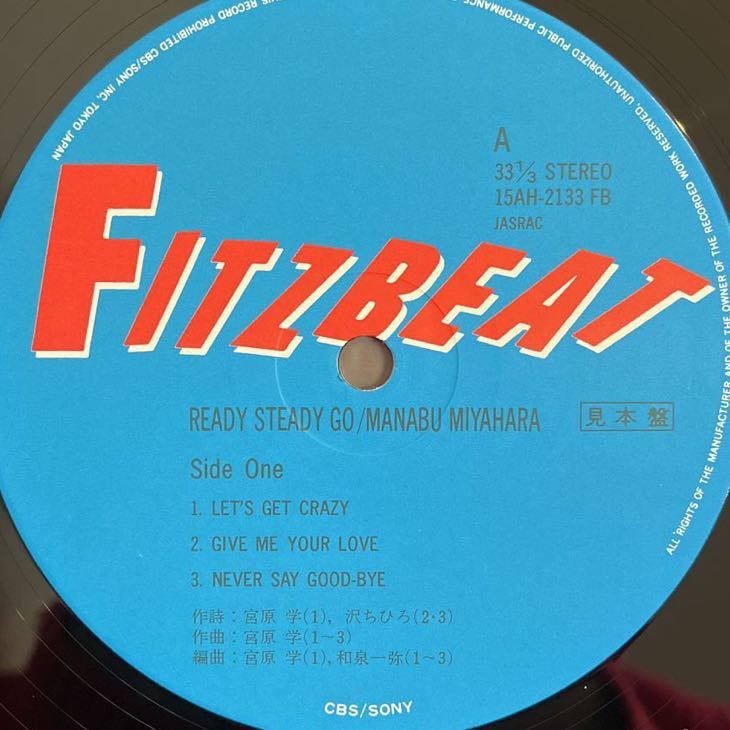 ALL RIGHTS OF THE MANUFACTURER AND OF THE OWNER OF THE RECORDED WORK RESERVED. UNAUTHORIZED PUBLIC PERFORMANCE
THIS RECORD PROHIBITED CBS/SONY INC. TOKYO JAPAN
A
33 1/3 STEREO
15AH-2133 FB
JASRAC
FITZBEAT
READY STEADY GO/MANABU MIYAHARA 見本盤
Side One
1. LET'S GET CRAZY
2. GIVE ME YOUR LOVE
3. NEVER SAY GOOD-BYE
作詩:宮原 学(1), 沢ちひろ(2・3)
作曲:宮原 学(1〜3)
編曲:宮原 学(1),和泉一弥(1〜3)
CBS/SONY